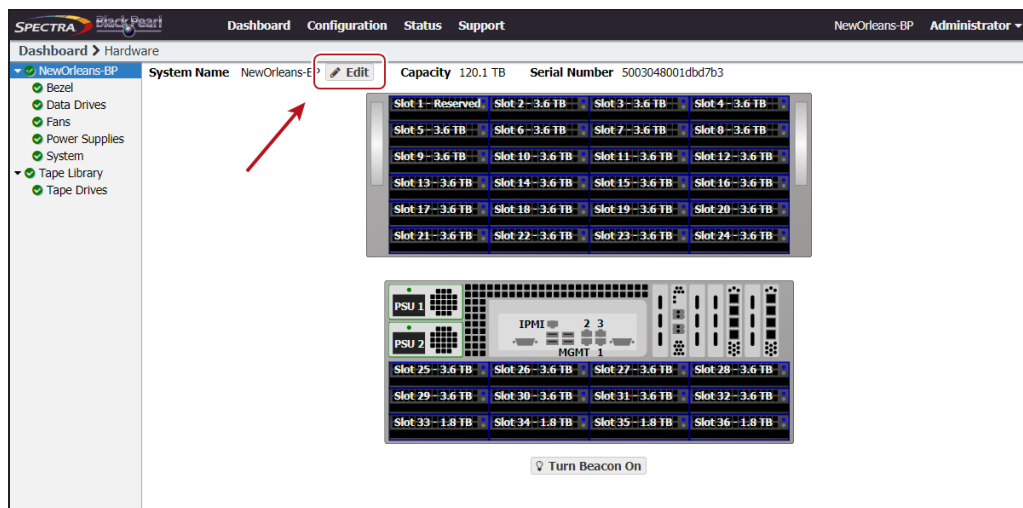 SPECTRA BlackPearl Dashboard Configuration Status Support NewOrleans-BP Administrator
Dashboard > Hardware
NewOrleans-BP
Bezel
Data Drives
Fans
Power Supplies
System
Tape Library
Tape Drives
System Name NewOrleans-BP Edit Capacity 120.1 TB Serial Number 5003048001dbd7b3
Slot 1 - Reserved Slot 2 - 3.6 TB Slot 3 - 3.6 TB Slot 4 - 3.6 TB
Slot 5 - 3.6 TB Slot 6 - 3.6 TB Slot 7 - 3.6 TB Slot 8 - 3.6 TB
Slot 9 - 3.6 TB Slot 10 - 3.6 TB Slot 11 - 3.6 TB Slot 12 - 3.6 TB
Slot 13 - 3.6 TB Slot 14 - 3.6 TB Slot 15 - 3.6 TB Slot 16 - 3.6 TB
Slot 17 - 3.6 TB Slot 18 - 3.6 TB Slot 19 - 3.6 TB Slot 20 - 3.6 TB
Slot 21 - 3.6 TB Slot 22 - 3.6 TB Slot 23 - 3.6 TB Slot 24 - 3.6 TB
PSU 1
IPMI 2 3
PSU 2
MGMT 1
Slot 25 - 3.6 TB Slot 26 - 3.6 TB Slot 27 - 3.6 TB Slot 28 - 3.6 TB
Slot 29 - 3.6 TB Slot 30 - 3.6 TB Slot 31 - 3.6 TB Slot 32 - 3.6 TB
Slot 33 - 1.8 TB Slot 34 - 1.8 TB Slot 35 - 1.8 TB Slot 36 - 1.8 TB
Turn Beacon On